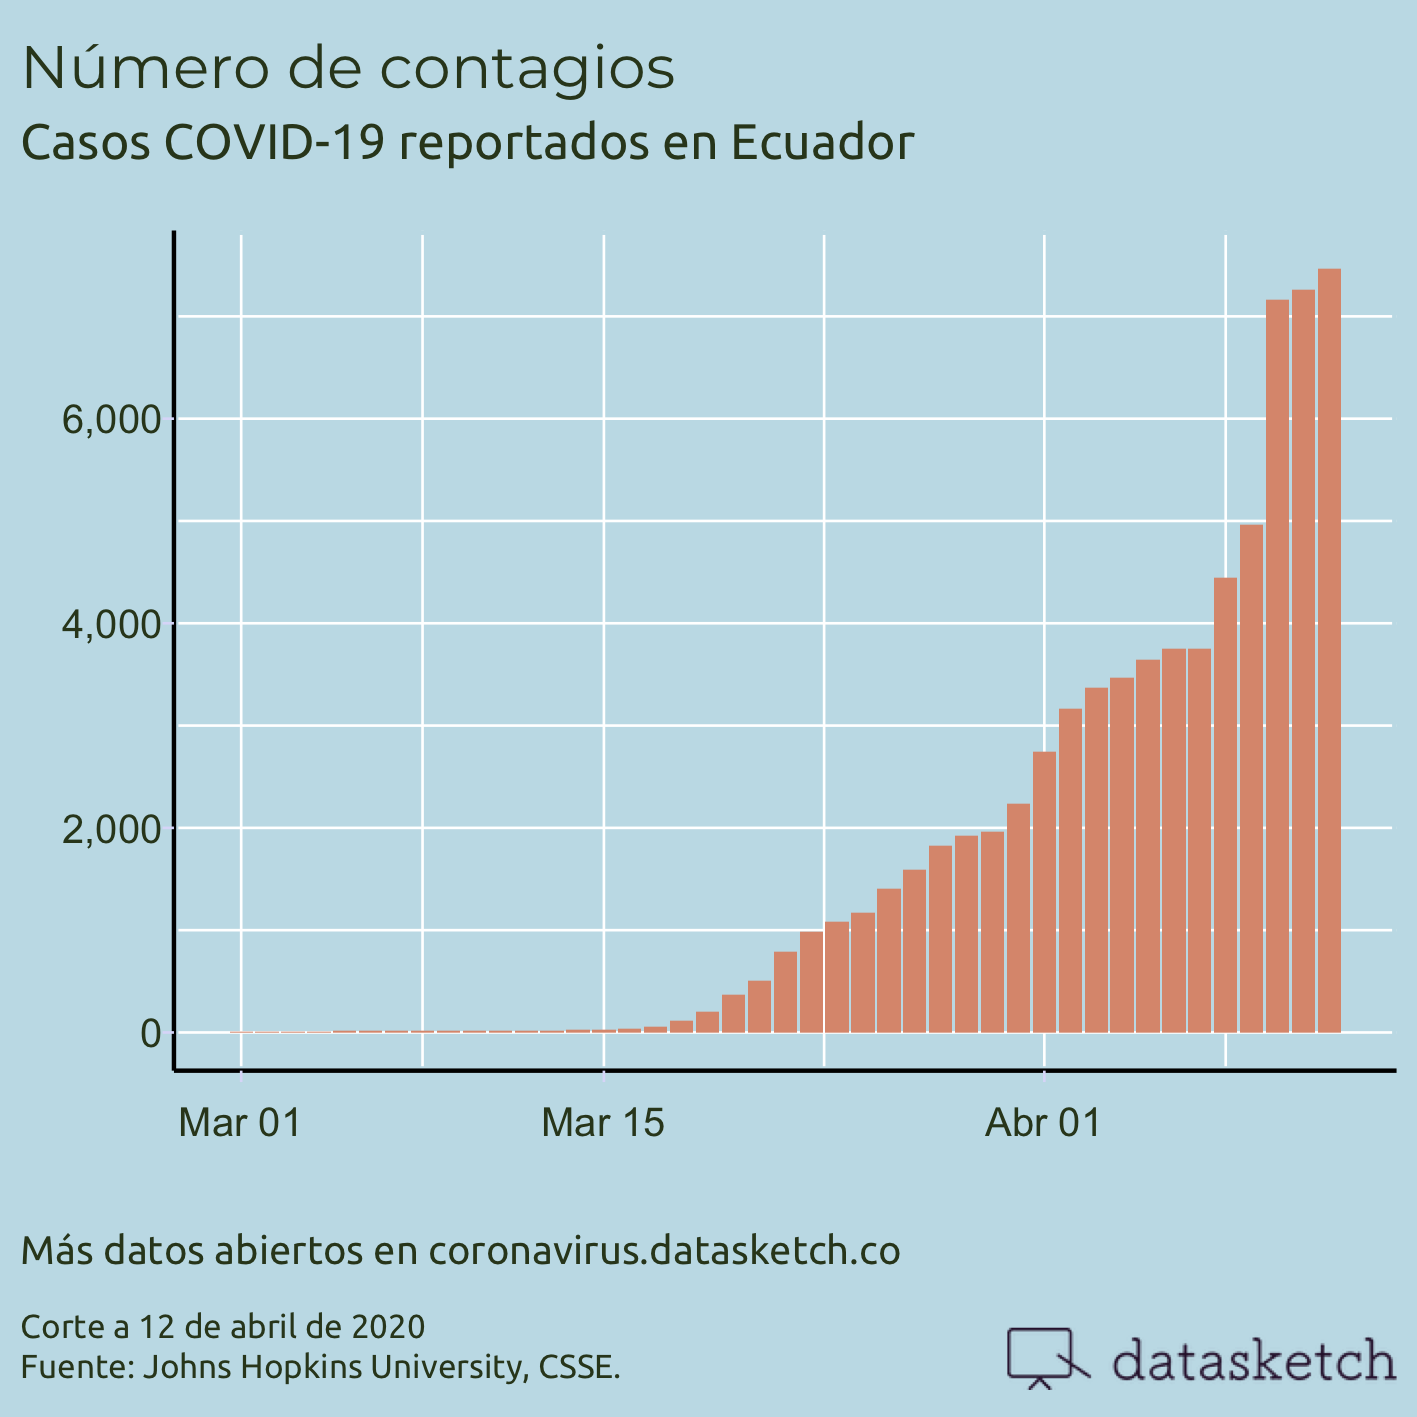 Número de contagios
Casos COVID-19 reportados en Ecuador
6,000
4,000
2,000
0
Mar 01
Mar 15
Abr 01
Más datos abiertos en coronavirus.datasketch.co
Corte a 12 de abril de 2020
Fuente: Johns Hopkins University, CSSE.
datasketch